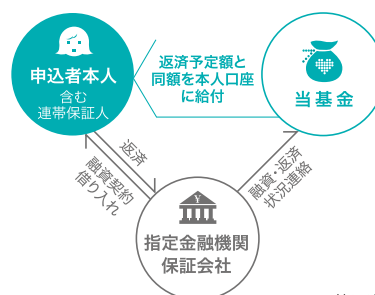 申込者本人
含む
連帯保証人
返済予定額と
同額を本人口座
に給付
当基金
返済
融資契約
借り入れ
融資・返済
状況連絡
¥
指定金融機関
保証会社